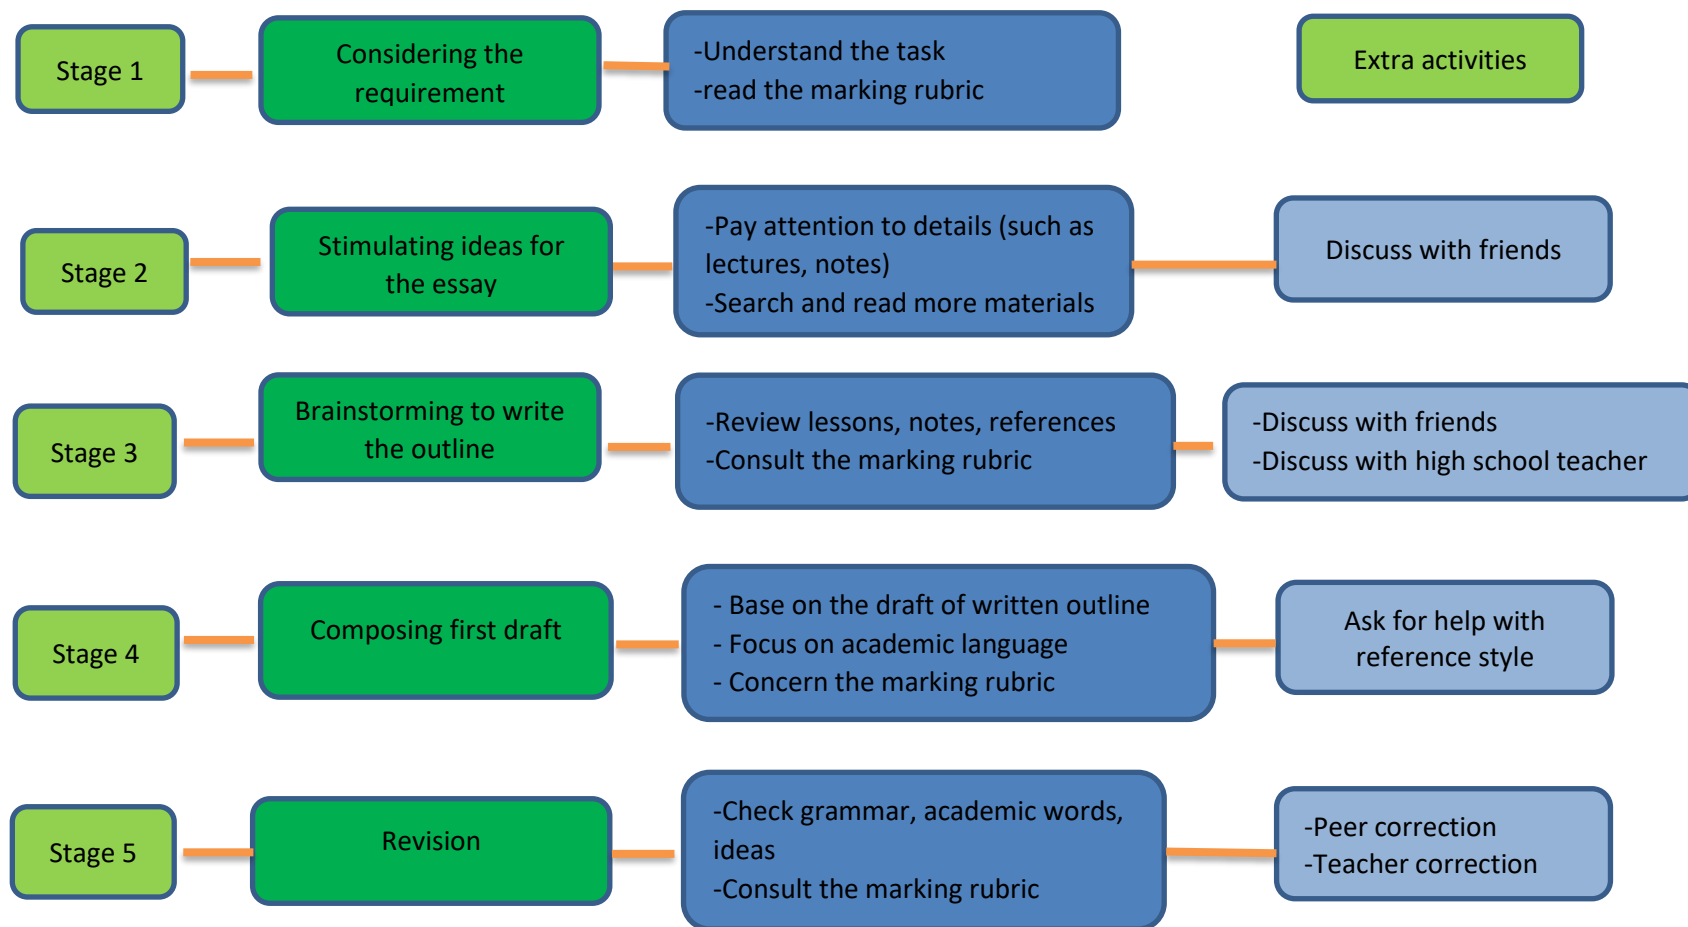 Stage 1
Considering the
requirement
-Understand the task
-read the marking rubric
Extra activities
Stage 2
Stimulating ideas for
the essay
-Pay attention to details (such as
lectures, notes)
-Search and read more materials
Discuss with friends
Stage 3
Brainstorming to write
the outline
-Review lessons, notes, references
-Consult the marking rubric
-Discuss with friends
-Discuss with high school teacher
Stage 4
Composing first draft
- Base on the draft of written outline
- Focus on academic language
- Concern the marking rubric
Ask for help with
reference style
Stage 5
Revision
-Check grammar, academic words,
ideas
-Consult the marking rubric
-Peer correction
-Teacher correction